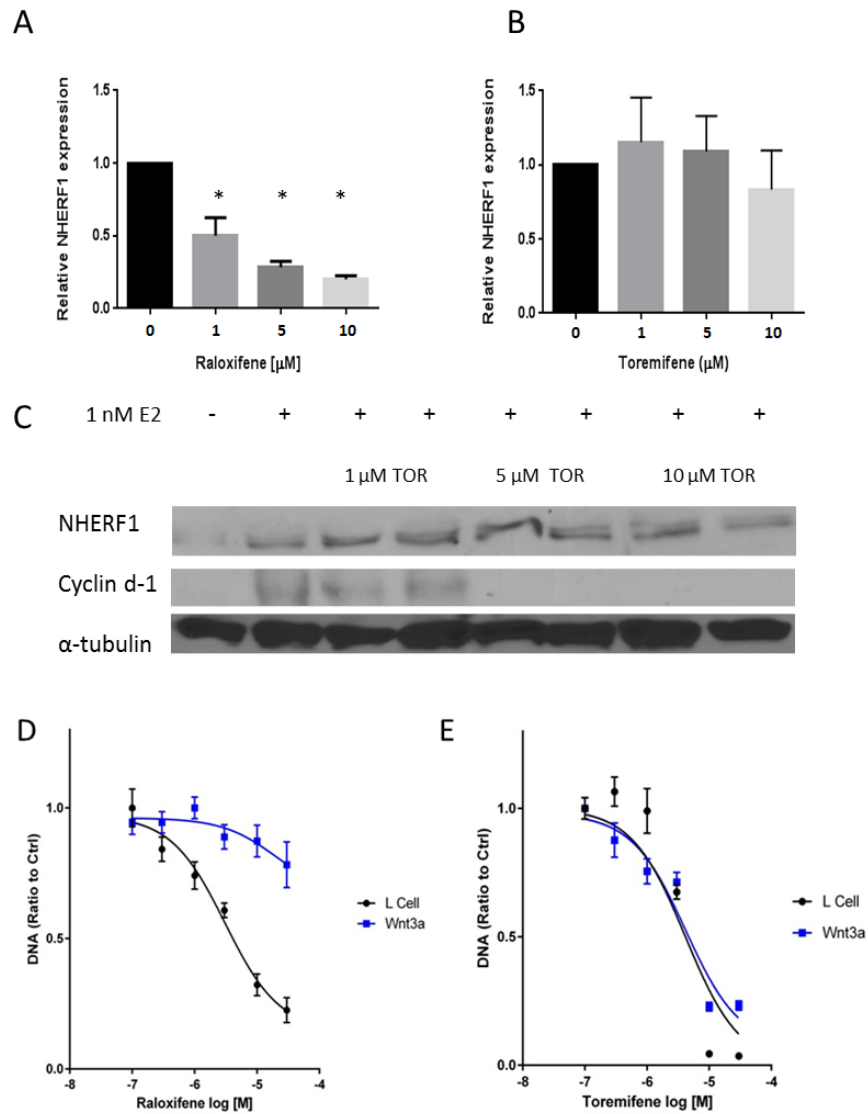 A
B
Relative NHERF1 expression
1.5
1.0
0.5
0.0
0 1 5 10
Raloxifene [μM]
*
*
*
Relative NHERF1 expression
1.5
1.0
0.5
0.0
0 1 5 10
Toremifene (μM)
C
1 nM E2 - + + + + + + +
1 μM TOR 5 μM TOR 10 μM TOR
NHERF1
Cyclin d-1
α-tubulin
D
DNA (Ratio to Ctrl)
1.0
0.5
0.0
-8 -7 -6 -5 -4
Raloxifene log [M]
L Cell
Wnt3a
E
DNA (Ratio to Ctrl)
1.0
0.5
0.0
-8 -7 -6 -5 -4
Toremifene log [M]
L Cell
Wnt3a